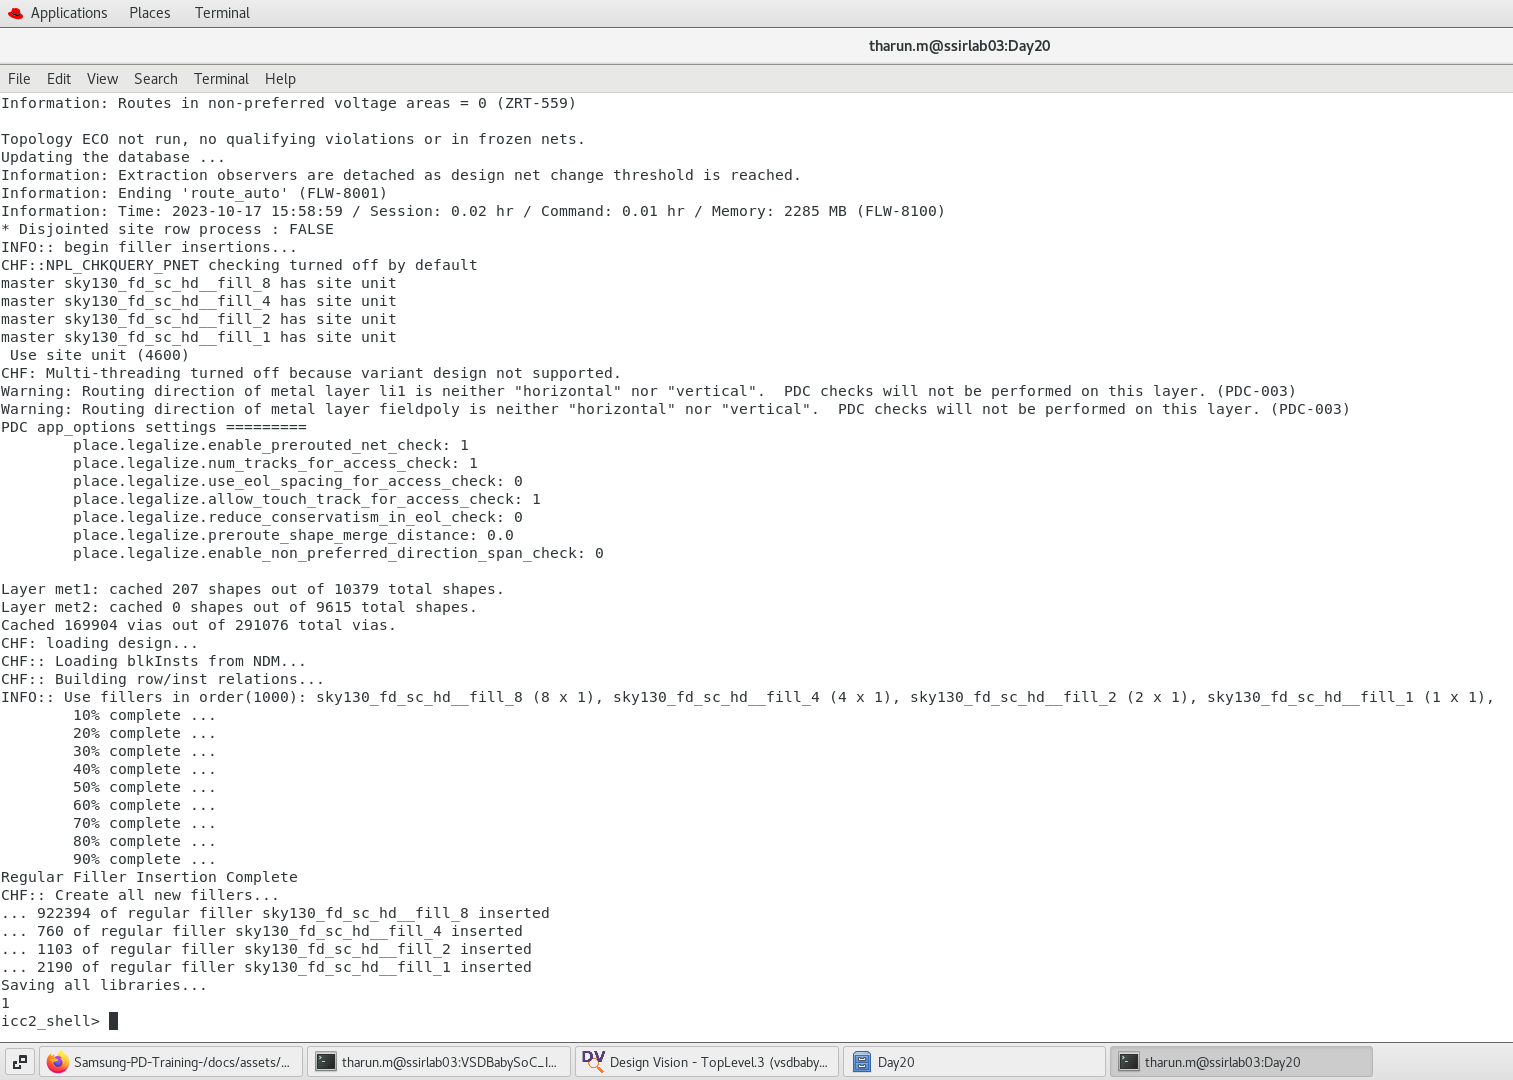 Applications Places Terminal
tharun.m@ssirlab03:Day20
File Edit View Search Terminal Help
Information: Routes in non-preferred voltage areas = 0 (ZRT-559)
Topology ECO not run, no qualifying violations or in frozen nets.
Updating the database ...
Information: Extraction observers are detached as design net change threshold is reached.
Information: Ending 'route_auto' (FLW-8001)
Information: Time: 2023-10-17 15:58:59 / Session: 0.02 hr / Command: 0.01 hr / Memory: 2285 MB (FLW-8100)
* Disjointed site row process : FALSE
INFO:: begin filler insertions...
CHF::NPL_CHKQUERY_PNET checking turned off by default
master sky130_fd_sc_hd__fill_8 has site unit
master sky130_fd_sc_hd__fill_4 has site unit
master sky130_fd_sc_hd__fill_2 has site unit
master sky130_fd_sc_hd__fill_1 has site unit
 Use site unit (4600)
CHF: Multi-threading turned off because variant design not supported.
Warning: Routing direction of metal layer li1 is neither "horizontal" nor "vertical".  PDC checks will not be performed on this layer. (PDC-003)
Warning: Routing direction of metal layer fieldpoly is neither "horizontal" nor "vertical".  PDC checks will not be performed on this layer. (PDC-003)
PDC app_options settings =========
        place.legalize.enable_prerouted_net_check: 1
        place.legalize.num_tracks_for_access_check: 1
        place.legalize.use_eol_spacing_for_access_check: 0
        place.legalize.allow_touch_track_for_access_check: 1
        place.legalize.reduce_conservatism_in_eol_check: 0
        place.legalize.preroute_shape_merge_distance: 0.0
        place.legalize.enable_non_preferred_direction_span_check: 0
Layer met1: cached 207 shapes out of 10379 total shapes.
Layer met2: cached 0 shapes out of 9615 total shapes.
Cached 169904 vias out of 291076 total vias.
CHF: loading design...
CHF:: Loading blkInsts from NDM...
CHF:: Building row/inst relations...
INFO:: Use fillers in order(1000): sky130_fd_sc_hd__fill_8 (8 x 1), sky130_fd_sc_hd__fill_4 (4 x 1), sky130_fd_sc_hd__fill_2 (2 x 1), sky130_fd_sc_hd__fill_1 (1 x 1),
        10% complete ...
        20% complete ...
        30% complete ...
        40% complete ...
        50% complete ...
        60% complete ...
        70% complete ...
        80% complete ...
        90% complete ...
Regular Filler Insertion Complete
CHF:: Create all new fillers...
... 922394 of regular filler sky130_fd_sc_hd__fill_8 inserted
... 760 of regular filler sky130_fd_sc_hd__fill_4 inserted
... 1103 of regular filler sky130_fd_sc_hd__fill_2 inserted
... 2190 of regular filler sky130_fd_sc_hd__fill_1 inserted
Saving all libraries...
1
icc2_shell>
Samsung-PD-Training-/docs/assets/... tharun.m@ssirlab03:VSDBabySoC_I... DV Design Vision - TopLevel.3 (vsdbaby... Day20 tharun.m@ssirlab03:Day20